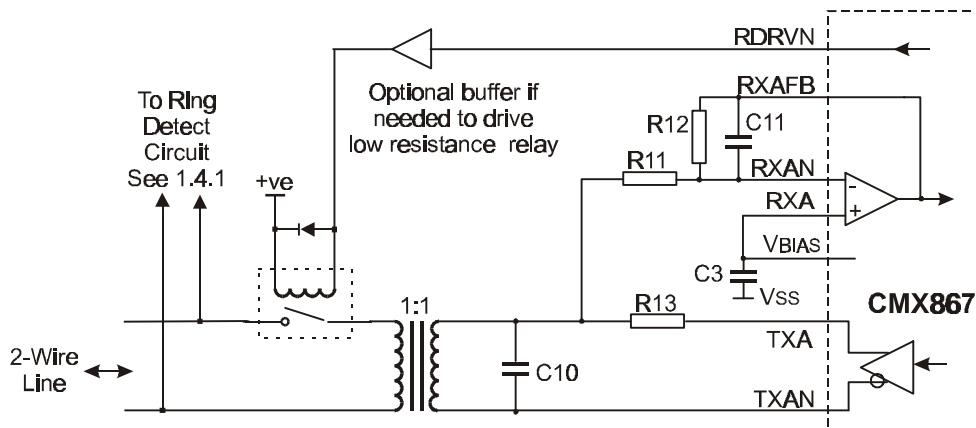 RDRVN
Optional buffer if
needed to drive
low resistance relay
To RIng
Detect
Circuit
See 1.4.1
+ve
RXAFB
R12
C11
R11
RXAN
-
RXA
+
VBIAS
C3
VSS
CMX867
1:1
R13
TXA
2-Wire
Line
C10
TXAN